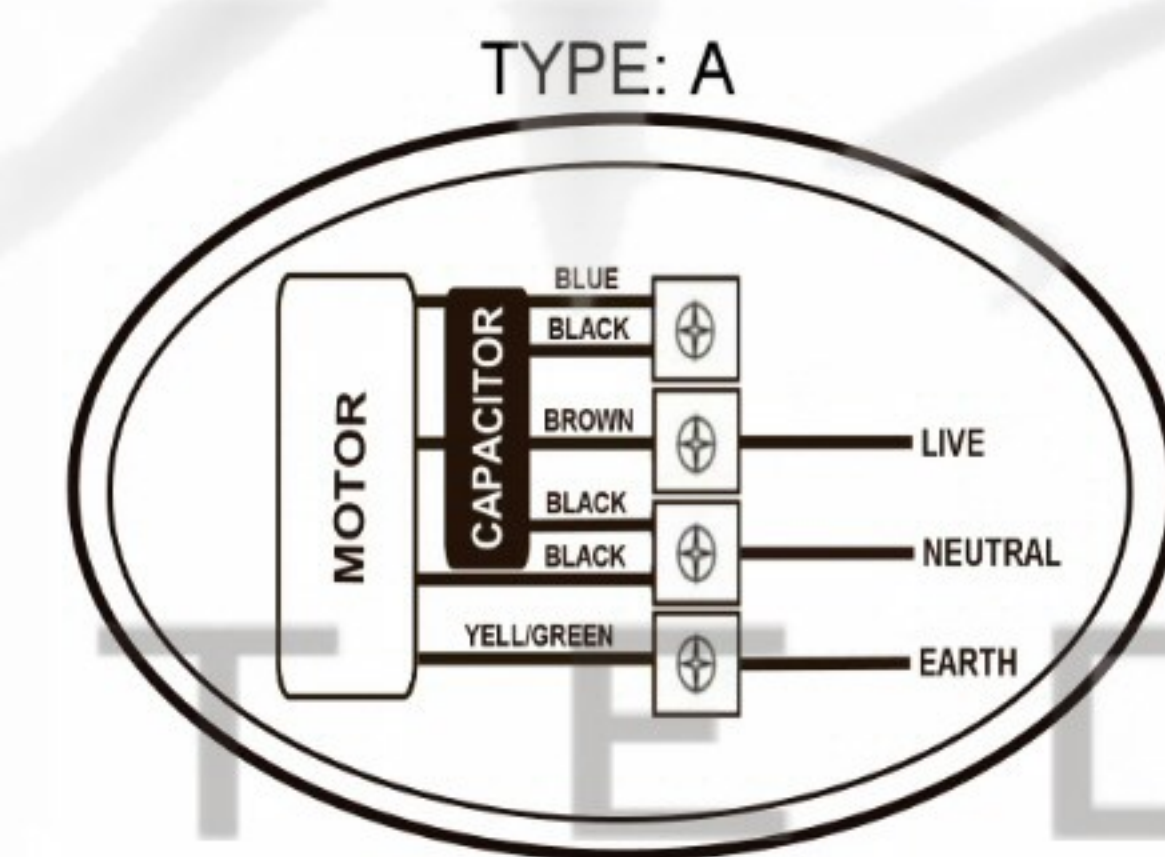 TYPE: A
BLUE
BLACK
BROWN
LIVE
CAPACITOR
MOTOR
BLACK
NEUTRAL
BLACK
YELL/GREEN
EARTH
T E